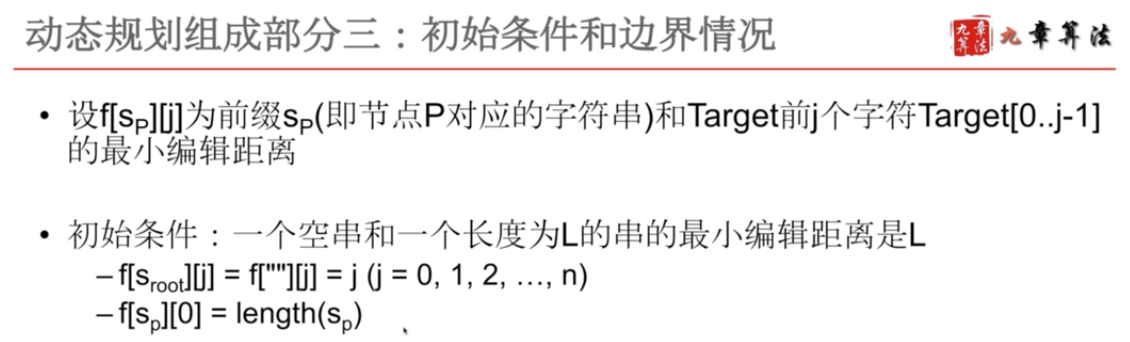 动态规划组成部分三：初始条件和边界情况
九章算法
九章算法
• 设f[sP][j]为前缀sP(即节点P对应的字符串)和Target前j个字符Target[0..j-1]
的最小编辑距离
• 初始条件：一个空串和一个长度为L的串的最小编辑距离是L
– f[sroot][j] = f[""][j] = j (j = 0, 1, 2, …, n)
– f[sp][0] = length(sp)